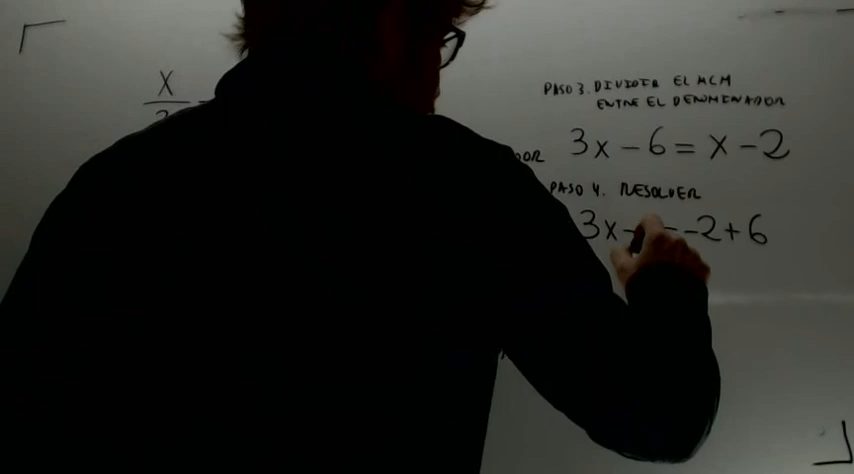 X
PASO 3. DIVIDIR EL MCM
ENTRE EL DENOMINADOR
3x - 6 = x - 2
PASO 4. RESOLVER
3x - -2 + 6